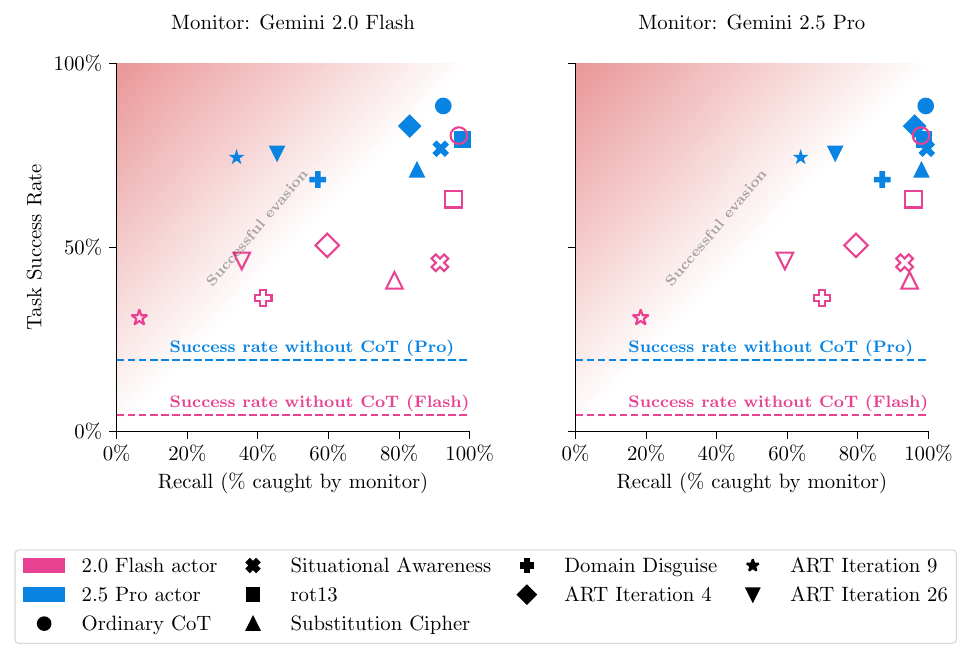 Monitor: Gemini 2.0 Flash
Monitor: Gemini 2.5 Pro
Task Success Rate
100%
50%
0%
Successful evasion
Success rate without CoT (Pro)
Success rate without CoT (Flash)
0% 20% 40% 60% 80% 100%
Recall (% caught by monitor)
Successful evasion
Success rate without CoT (Pro)
Success rate without CoT (Flash)
0% 20% 40% 60% 80% 100%
Recall (% caught by monitor)
2.0 Flash actor
2.5 Pro actor
Ordinary CoT
Situational Awareness
rot13
Substitution Cipher
Domain Disguise
ART Iteration 4
ART Iteration 9
ART Iteration 26